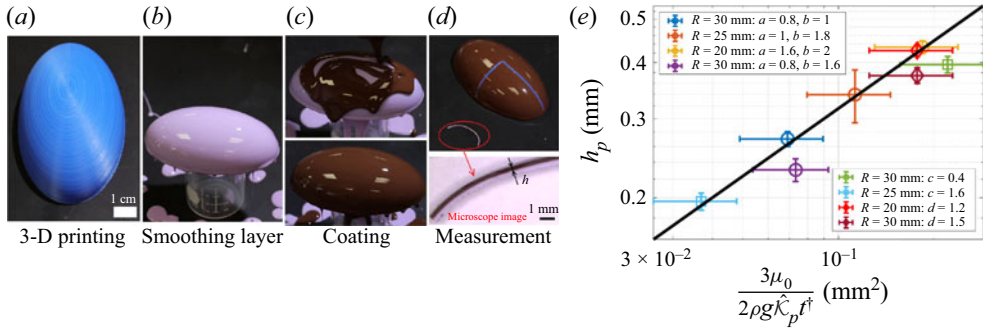 (a)
(b)
(c)
(d)
(e)
1 cm
h
Microscope image
1 mm
3-D printing
Smoothing layer
Coating
Measurement
0.5
0.4
0.3
0.2
h_p (mm)
R = 30 mm: a = 0.8, b = 1
R = 25 mm: a = 1, b = 1.8
R = 20 mm: a = 1.6, b = 2
R = 30 mm: a = 0.8, b = 1.6
R = 30 mm: c = 0.4
R = 25 mm: c = 1.6
R = 20 mm: d = 1.2
R = 30 mm: d = 1.5
3 × 10⁻²
10⁻¹
3μ₀
2ρg𝒦̂_p t† (mm²)